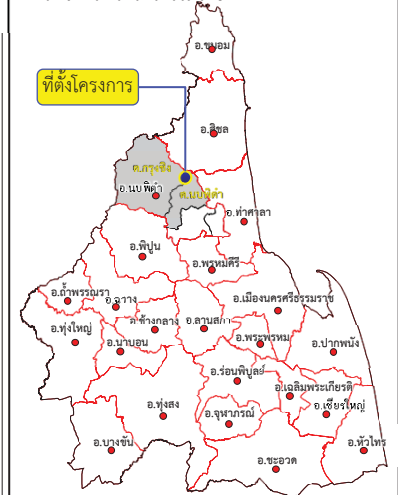 อ.ขนอม
ที่ตั้งโครงการ
อ.สิชล
ต.กรุงชิง
อ.นบพิตำ
ต.นบพิตำ
อ.ท่าศาลา
อ.พิปูน
อ.พรหมคีรี
อ.ถ้ำพรรณรา
อ.ฉวาง
อ.เมืองนครศรีธรรมราช
อ.ช้างกลาง
อ.ลานสกา
อ.ทุ่งใหญ่
อ.นาบอน
อ.พระพรหม
อ.ปากพนัง
อ.ร่อนพิบูลย์
อ.เฉลิมพระเกียรติ
อ.เชียรใหญ่
อ.ทุ่งสง
อ.จุฬาภรณ์
อ.บางขัน
อ.หัวไทร
อ.ชะอวด